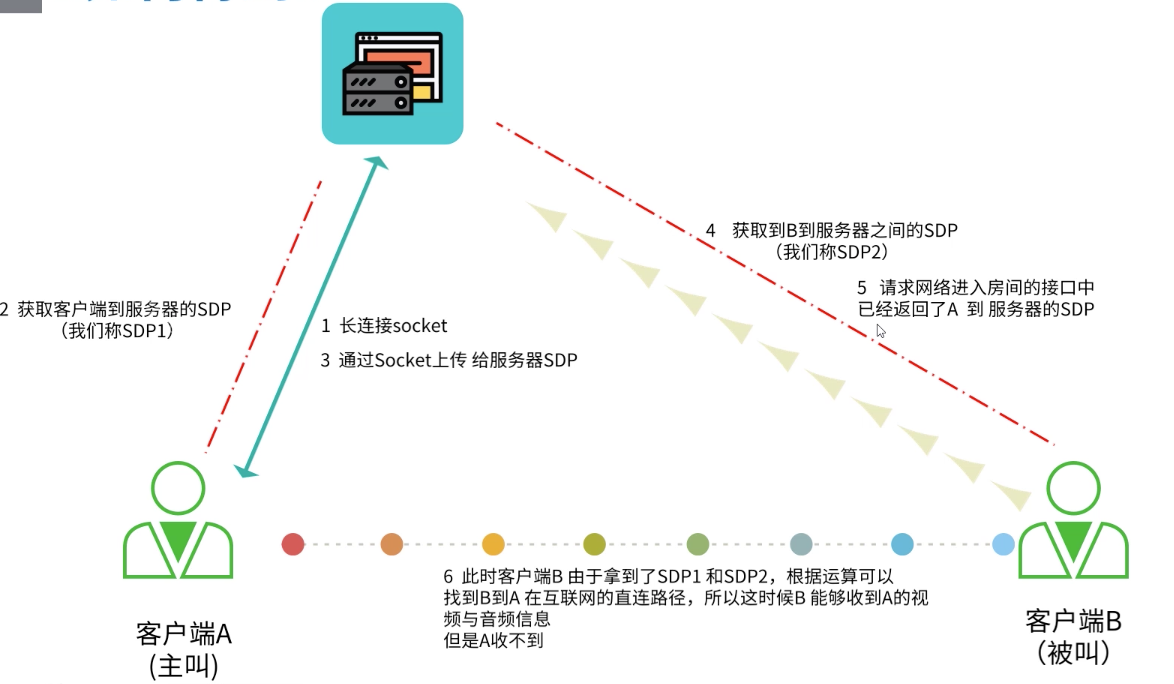 4 获取到B到服务器之间的SDP
（我们称SDP2）
5 请求网络进入房间的接口中
已经返回了A 到 服务器的SDP
2 获取客户端到服务器的SDP
（我们称SDP1）
1 长连接socket
3 通过Socket上传 给服务器SDP
6 此时客户端B 由于拿到了SDP1 和SDP2，根据运算可以
找到B到A 在互联网的直连路径，所以这时候B 能够收到A的视
频与音频信息
但是A收不到
客户端A
(主叫)
客户端B
（被叫）